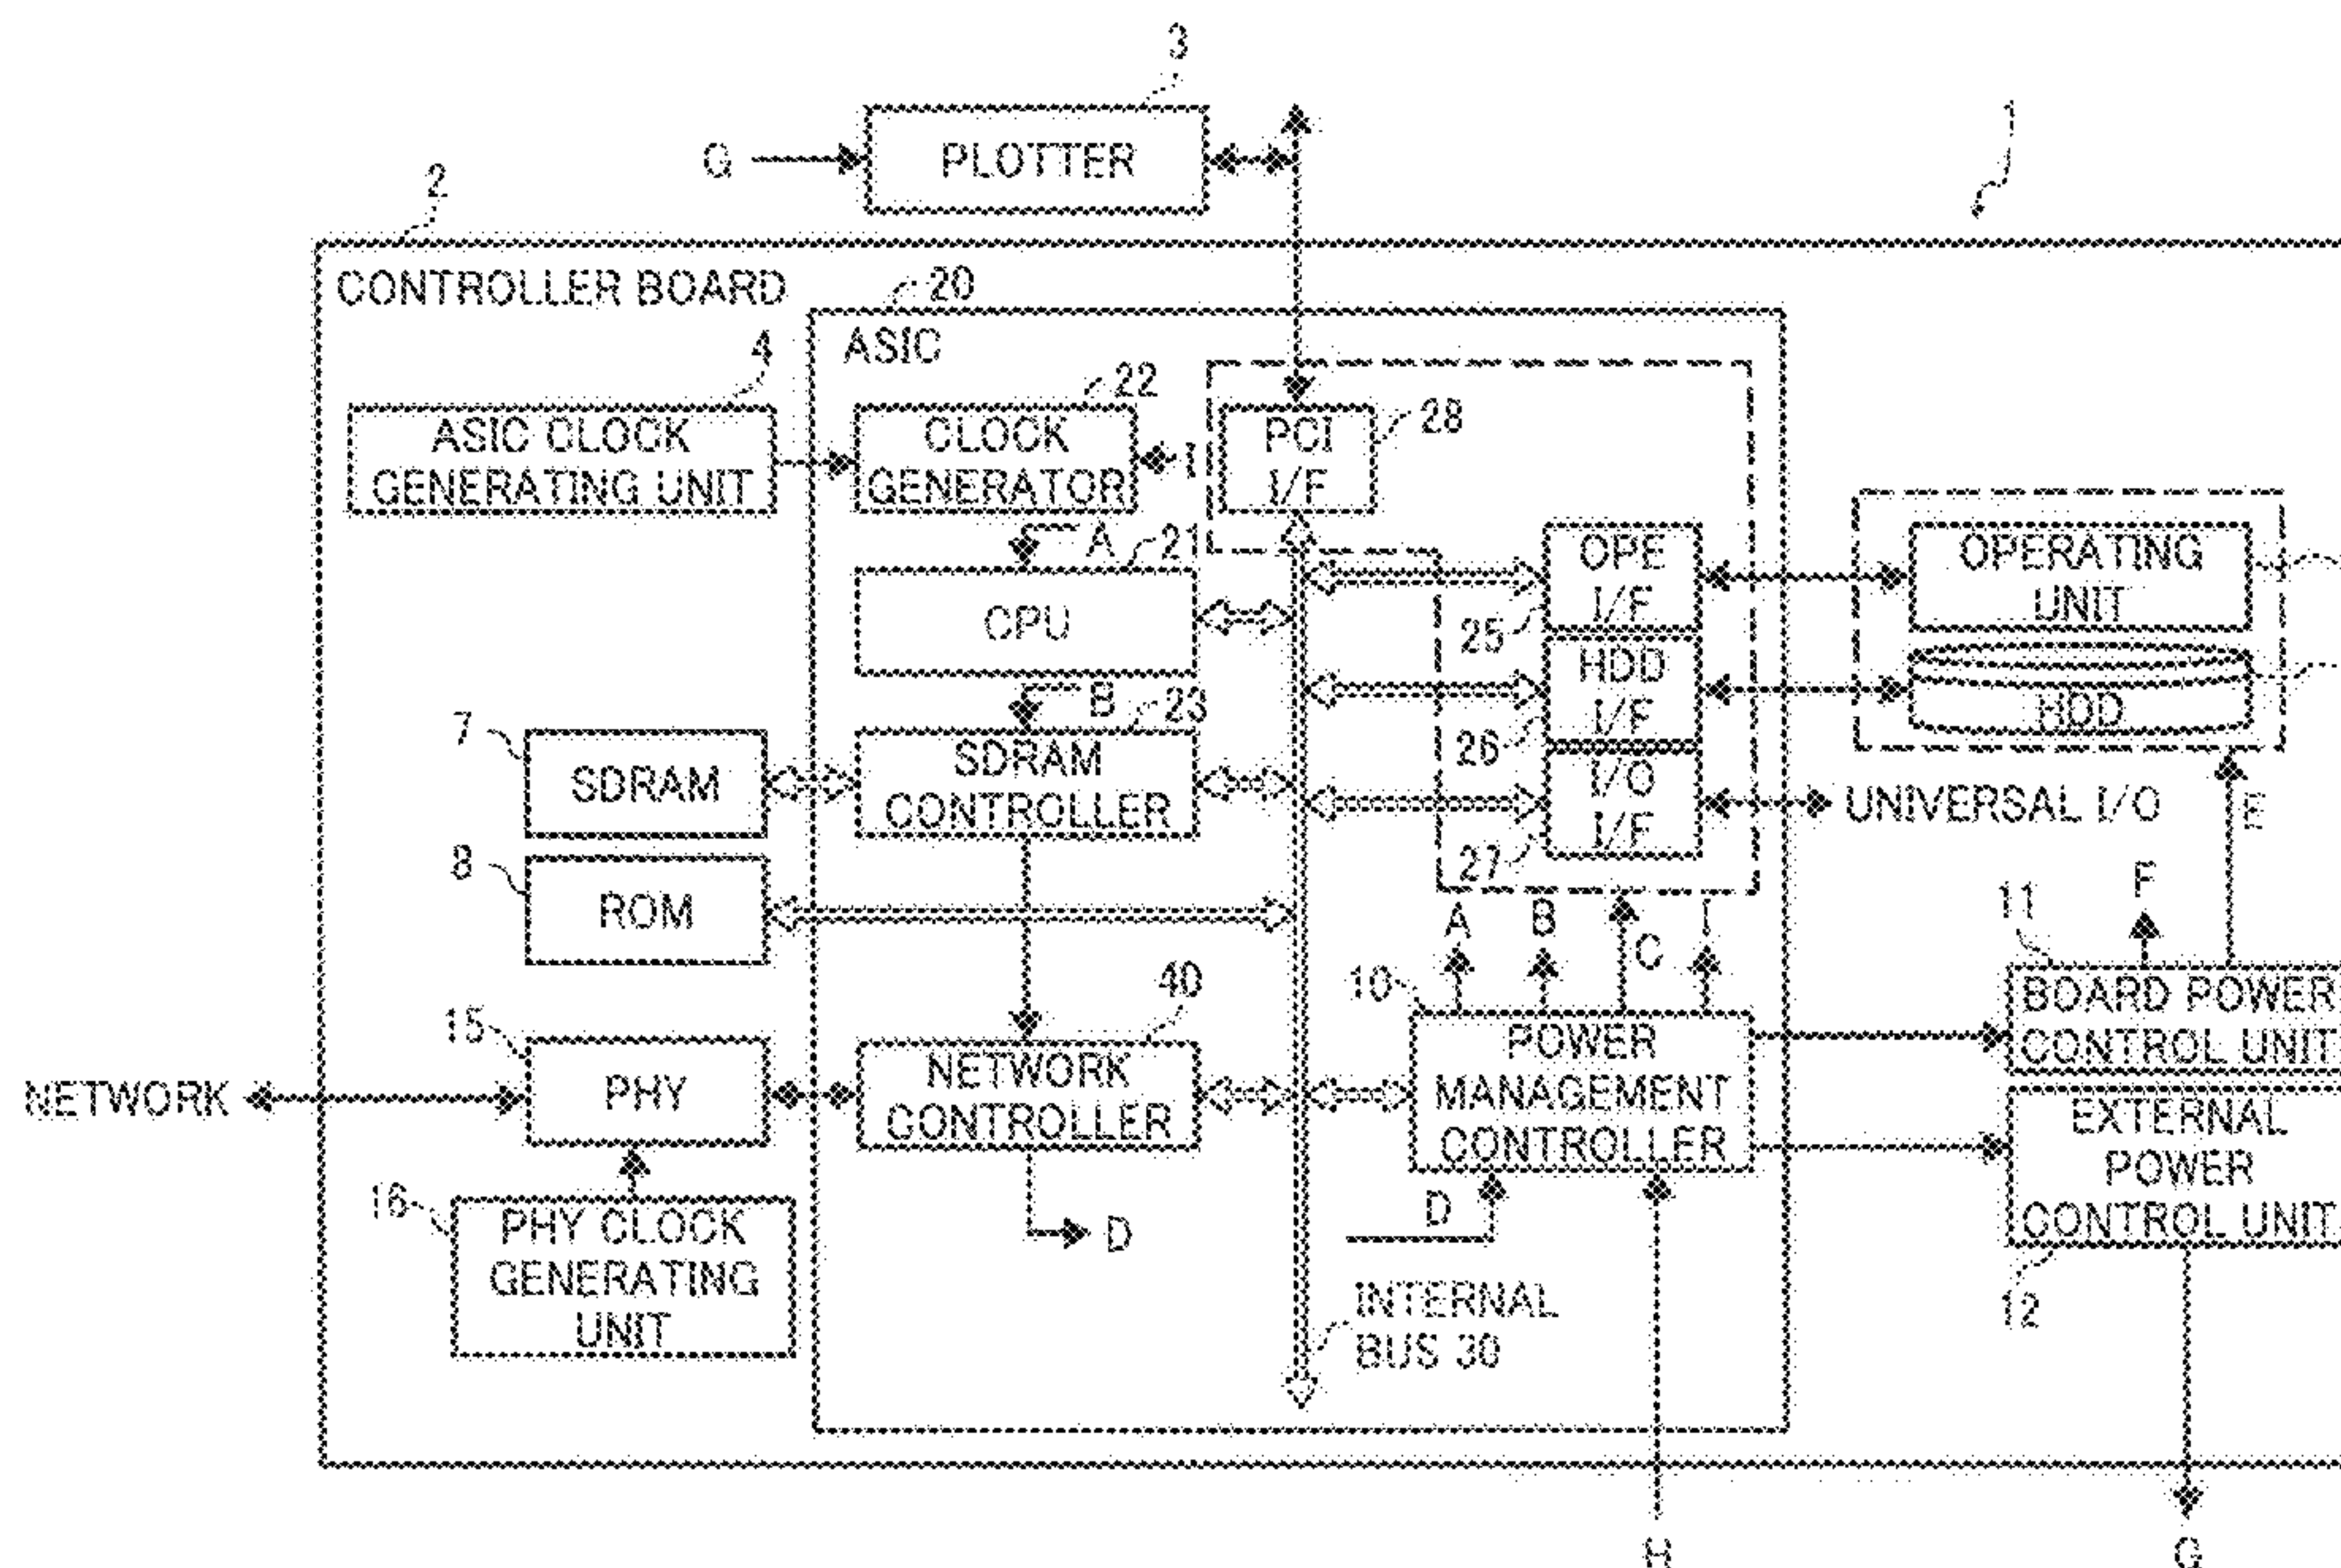 3
1
G
PLOTTER
2
CONTROLLER BOARD
20
ASIC
4
22
ASIC CLOCK
GENERATING UNIT
CLOCK
GENERATOR
I
PCI
I/F
28
A
21
CPU
OPE
I/F
25
OPERATING
UNIT
B
23
HDD
I/F
26
HDD
7
SDRAM
SDRAM
CONTROLLER
I/O
I/F
27
UNIVERSAL I/O
E
8
ROM
A
B
C
I
F
11
10
40
BOARD POWER
CONTROL UNIT
15
PHY
NETWORK
NETWORK
CONTROLLER
POWER
MANAGEMENT
CONTROLLER
EXTERNAL
POWER
CONTROL UNIT
16
PHY CLOCK
GENERATING
UNIT
D
D
12
INTERNAL
BUS 30
H
G